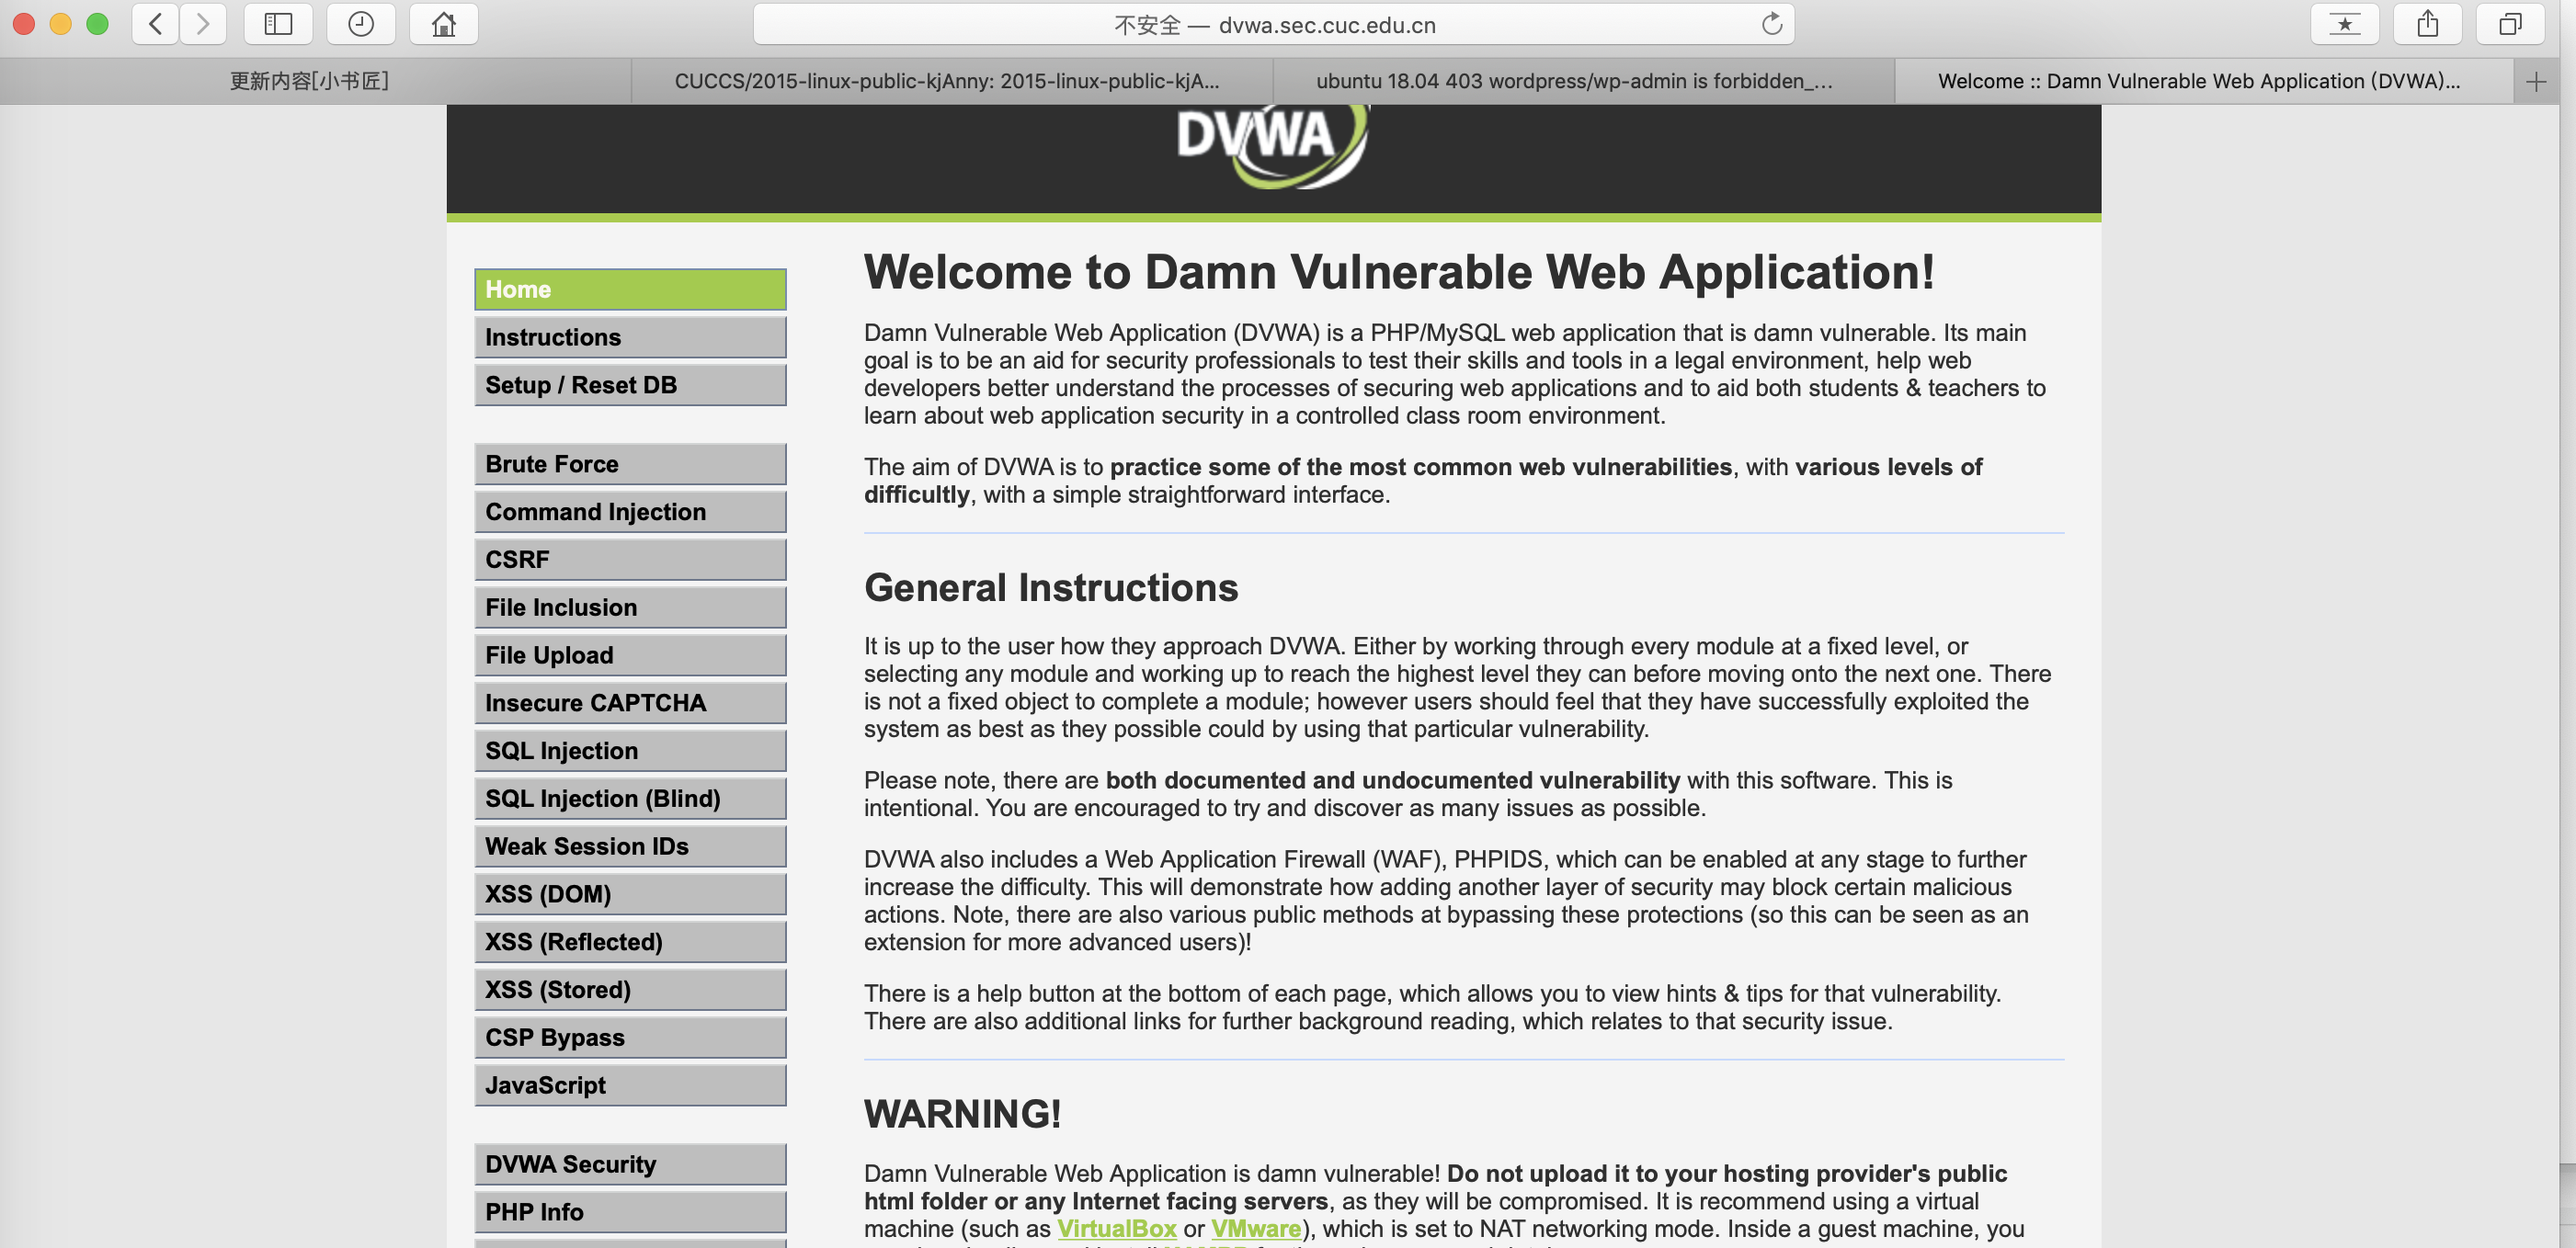 不安全 — dvwa.sec.cuc.edu.cn
更新内容[小书匠]
CUCCS/2015-linux-public-kjAnny: 2015-linux-public-kjA...
ubuntu 18.04 403 wordpress/wp-admin is forbidden_...
Welcome :: Damn Vulnerable Web Application (DVWA)...
DVWA
Home
Instructions
Setup / Reset DB
Brute Force
Command Injection
CSRF
File Inclusion
File Upload
Insecure CAPTCHA
SQL Injection
SQL Injection (Blind)
Weak Session IDs
XSS (DOM)
XSS (Reflected)
XSS (Stored)
CSP Bypass
JavaScript
DVWA Security
PHP Info
Welcome to Damn Vulnerable Web Application!
Damn Vulnerable Web Application (DVWA) is a PHP/MySQL web application that is damn vulnerable. Its main
goal is to be an aid for security professionals to test their skills and tools in a legal environment, help web
developers better understand the processes of securing web applications and to aid both students & teachers to
learn about web application security in a controlled class room environment.
The aim of DVWA is to practice some of the most common web vulnerabilities, with various levels of
difficultly, with a simple straightforward interface.
General Instructions
It is up to the user how they approach DVWA. Either by working through every module at a fixed level, or
selecting any module and working up to reach the highest level they can before moving onto the next one. There
is not a fixed object to complete a module; however users should feel that they have successfully exploited the
system as best as they possible could by using that particular vulnerability.
Please note, there are both documented and undocumented vulnerability with this software. This is
intentional. You are encouraged to try and discover as many issues as possible.
DVWA also includes a Web Application Firewall (WAF), PHPIDS, which can be enabled at any stage to further
increase the difficulty. This will demonstrate how adding another layer of security may block certain malicious
actions. Note, there are also various public methods at bypassing these protections (so this can be seen as an
extension for more advanced users)!
There is a help button at the bottom of each page, which allows you to view hints & tips for that vulnerability.
There are also additional links for further background reading, which relates to that security issue.
WARNING!
Damn Vulnerable Web Application is damn vulnerable! Do not upload it to your hosting provider's public
html folder or any Internet facing servers, as they will be compromised. It is recommend using a virtual
machine (such as VirtualBox or VMware), which is set to NAT networking mode. Inside a guest machine, you